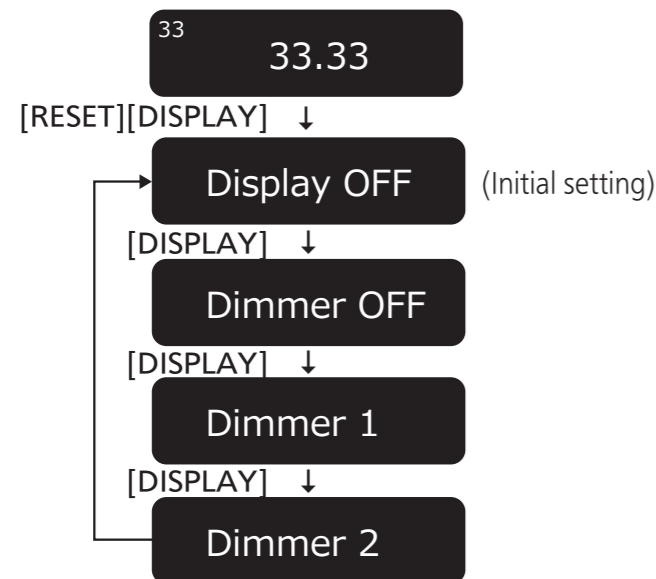 33
33.33
[RESET][DISPLAY] ↓
Display OFF (Initial setting)
[DISPLAY] ↓
Dimmer OFF
[DISPLAY] ↓
Dimmer 1
[DISPLAY] ↓
Dimmer 2